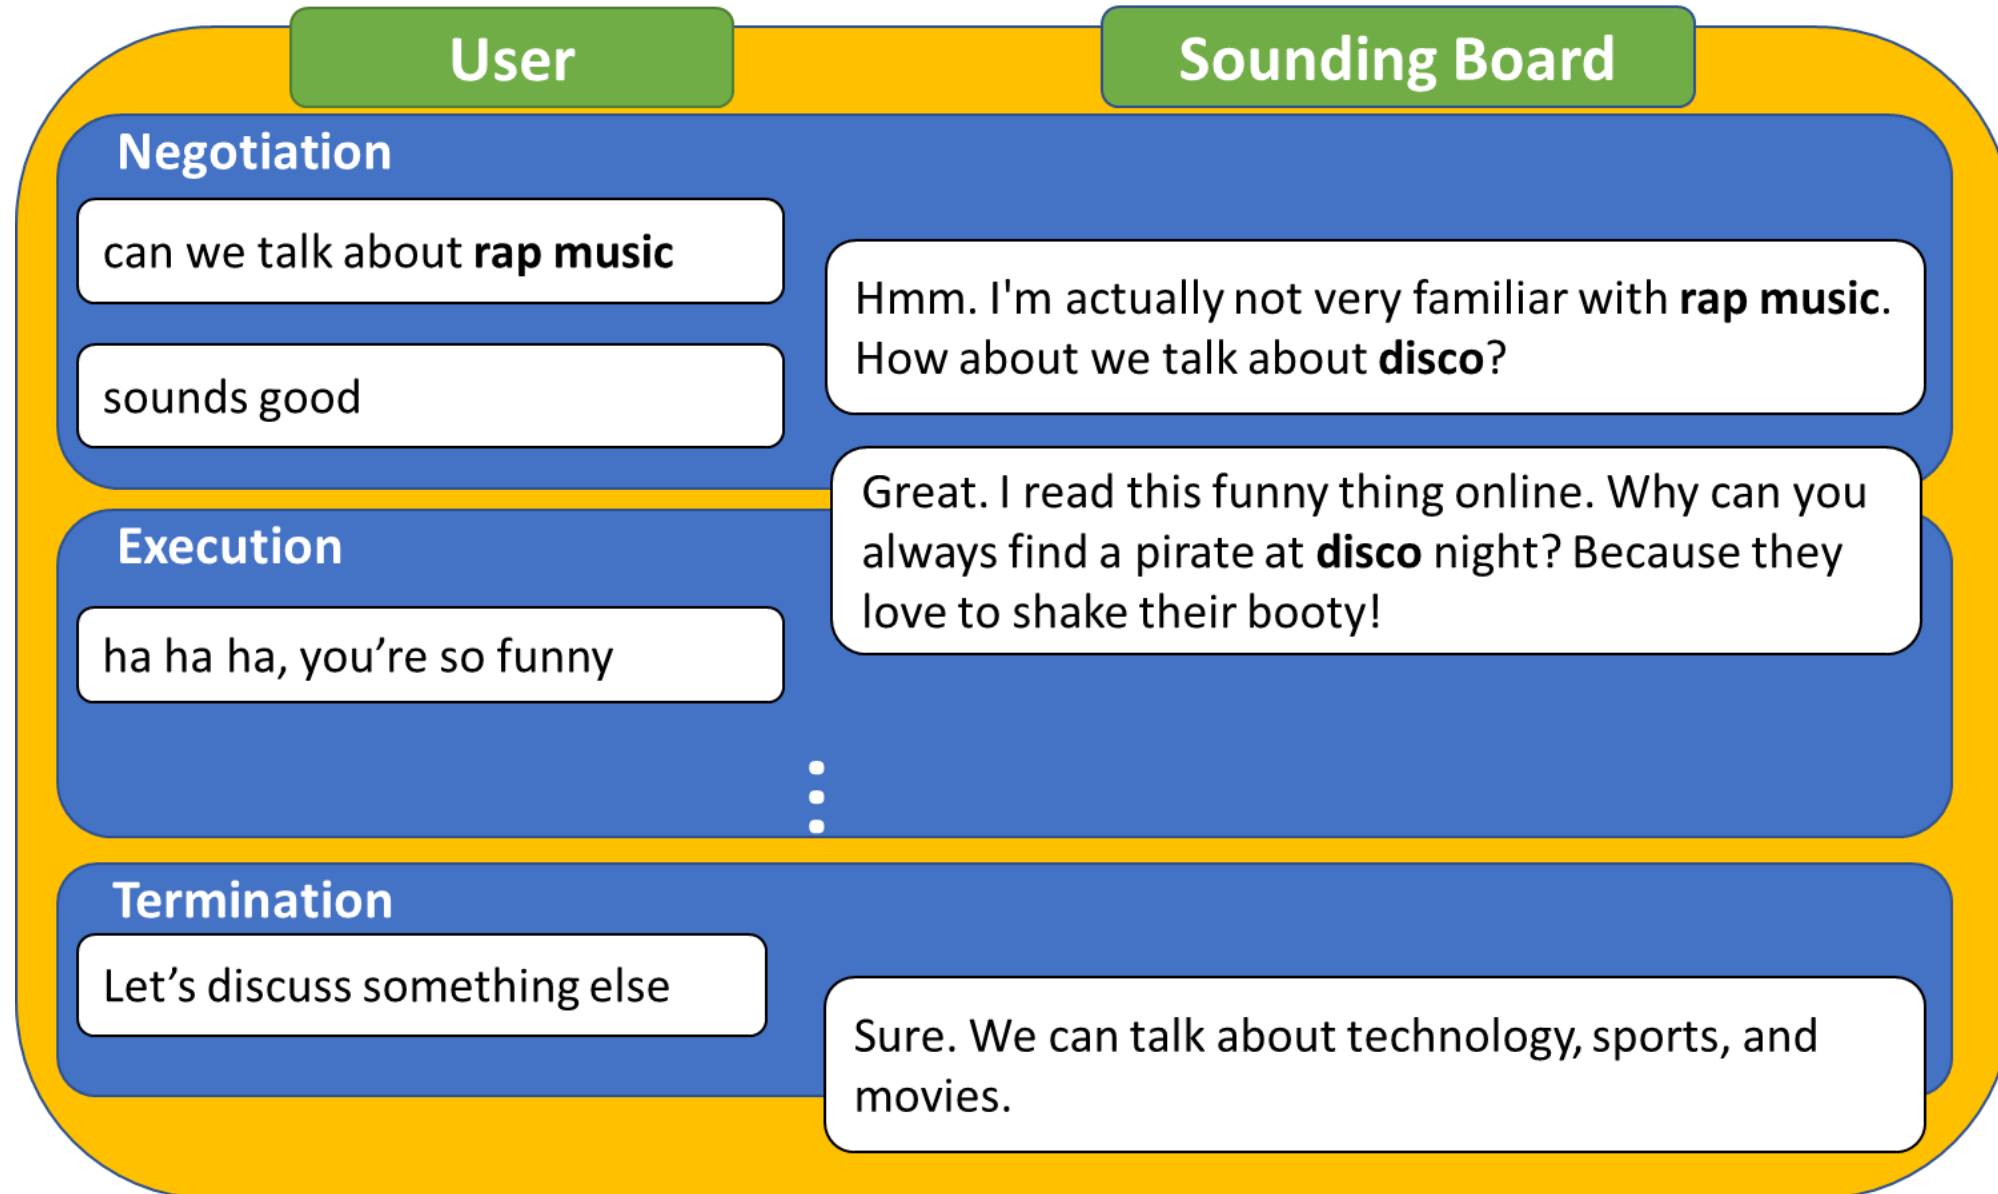 User
Sounding Board
Negotiation
can we talk about rap music
Hmm. I'm actually not very familiar with rap music.
How about we talk about disco?
sounds good
Great. I read this funny thing online. Why can you
always find a pirate at disco night? Because they
love to shake their booty!
Execution
ha ha ha, you’re so funny
Termination
Let’s discuss something else
Sure. We can talk about technology, sports, and
movies.